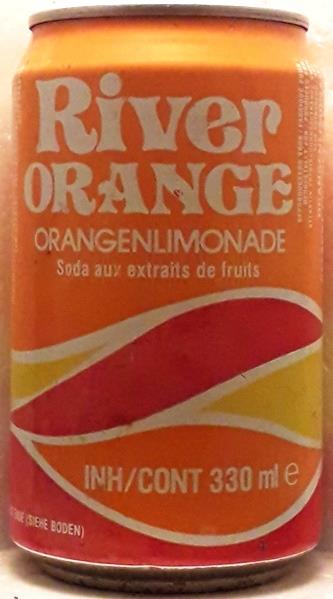 River
ORANGE
ORANGENLIMONADE
Soda aux extraits de fruits
INH/CONT 330 ml ℮
(SIEHE BODEN)